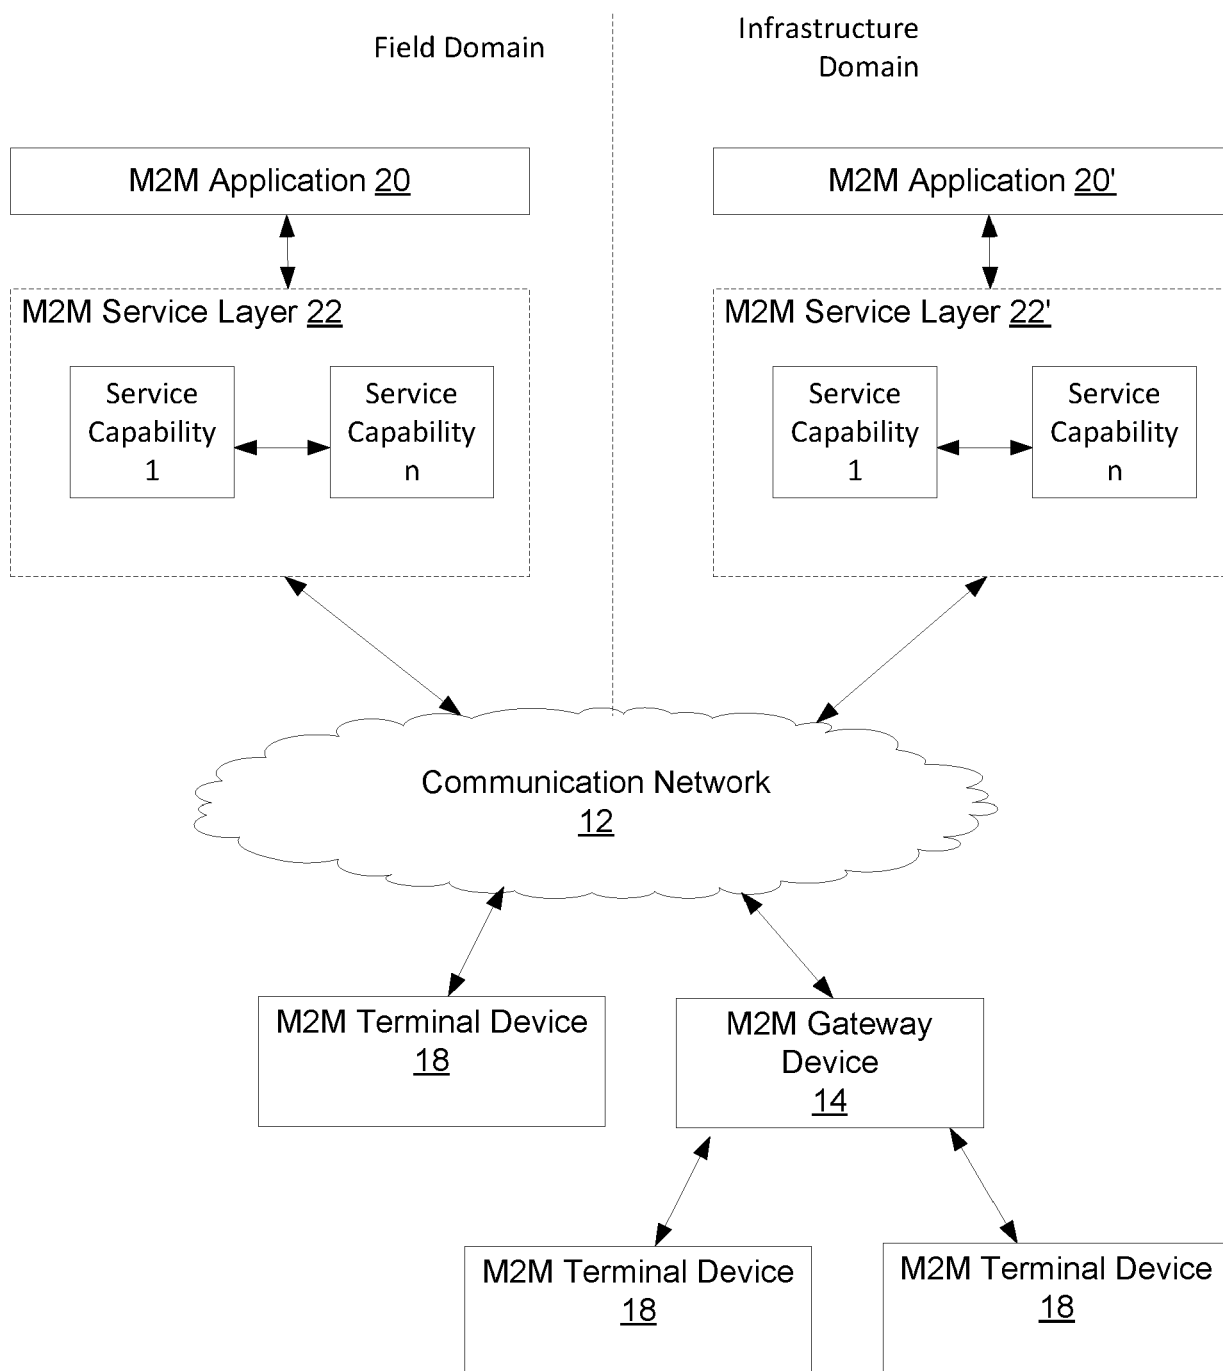 Field Domain
Infrastructure
Domain
M2M Application 20
M2M Application 20'
M2M Service Layer 22
Service
Capability
1
Service
Capability
n
M2M Service Layer 22'
Service
Capability
1
Service
Capability
n
Communication Network
12
M2M Terminal Device
18
M2M Gateway
Device
14
M2M Terminal Device
18
M2M Terminal Device
18